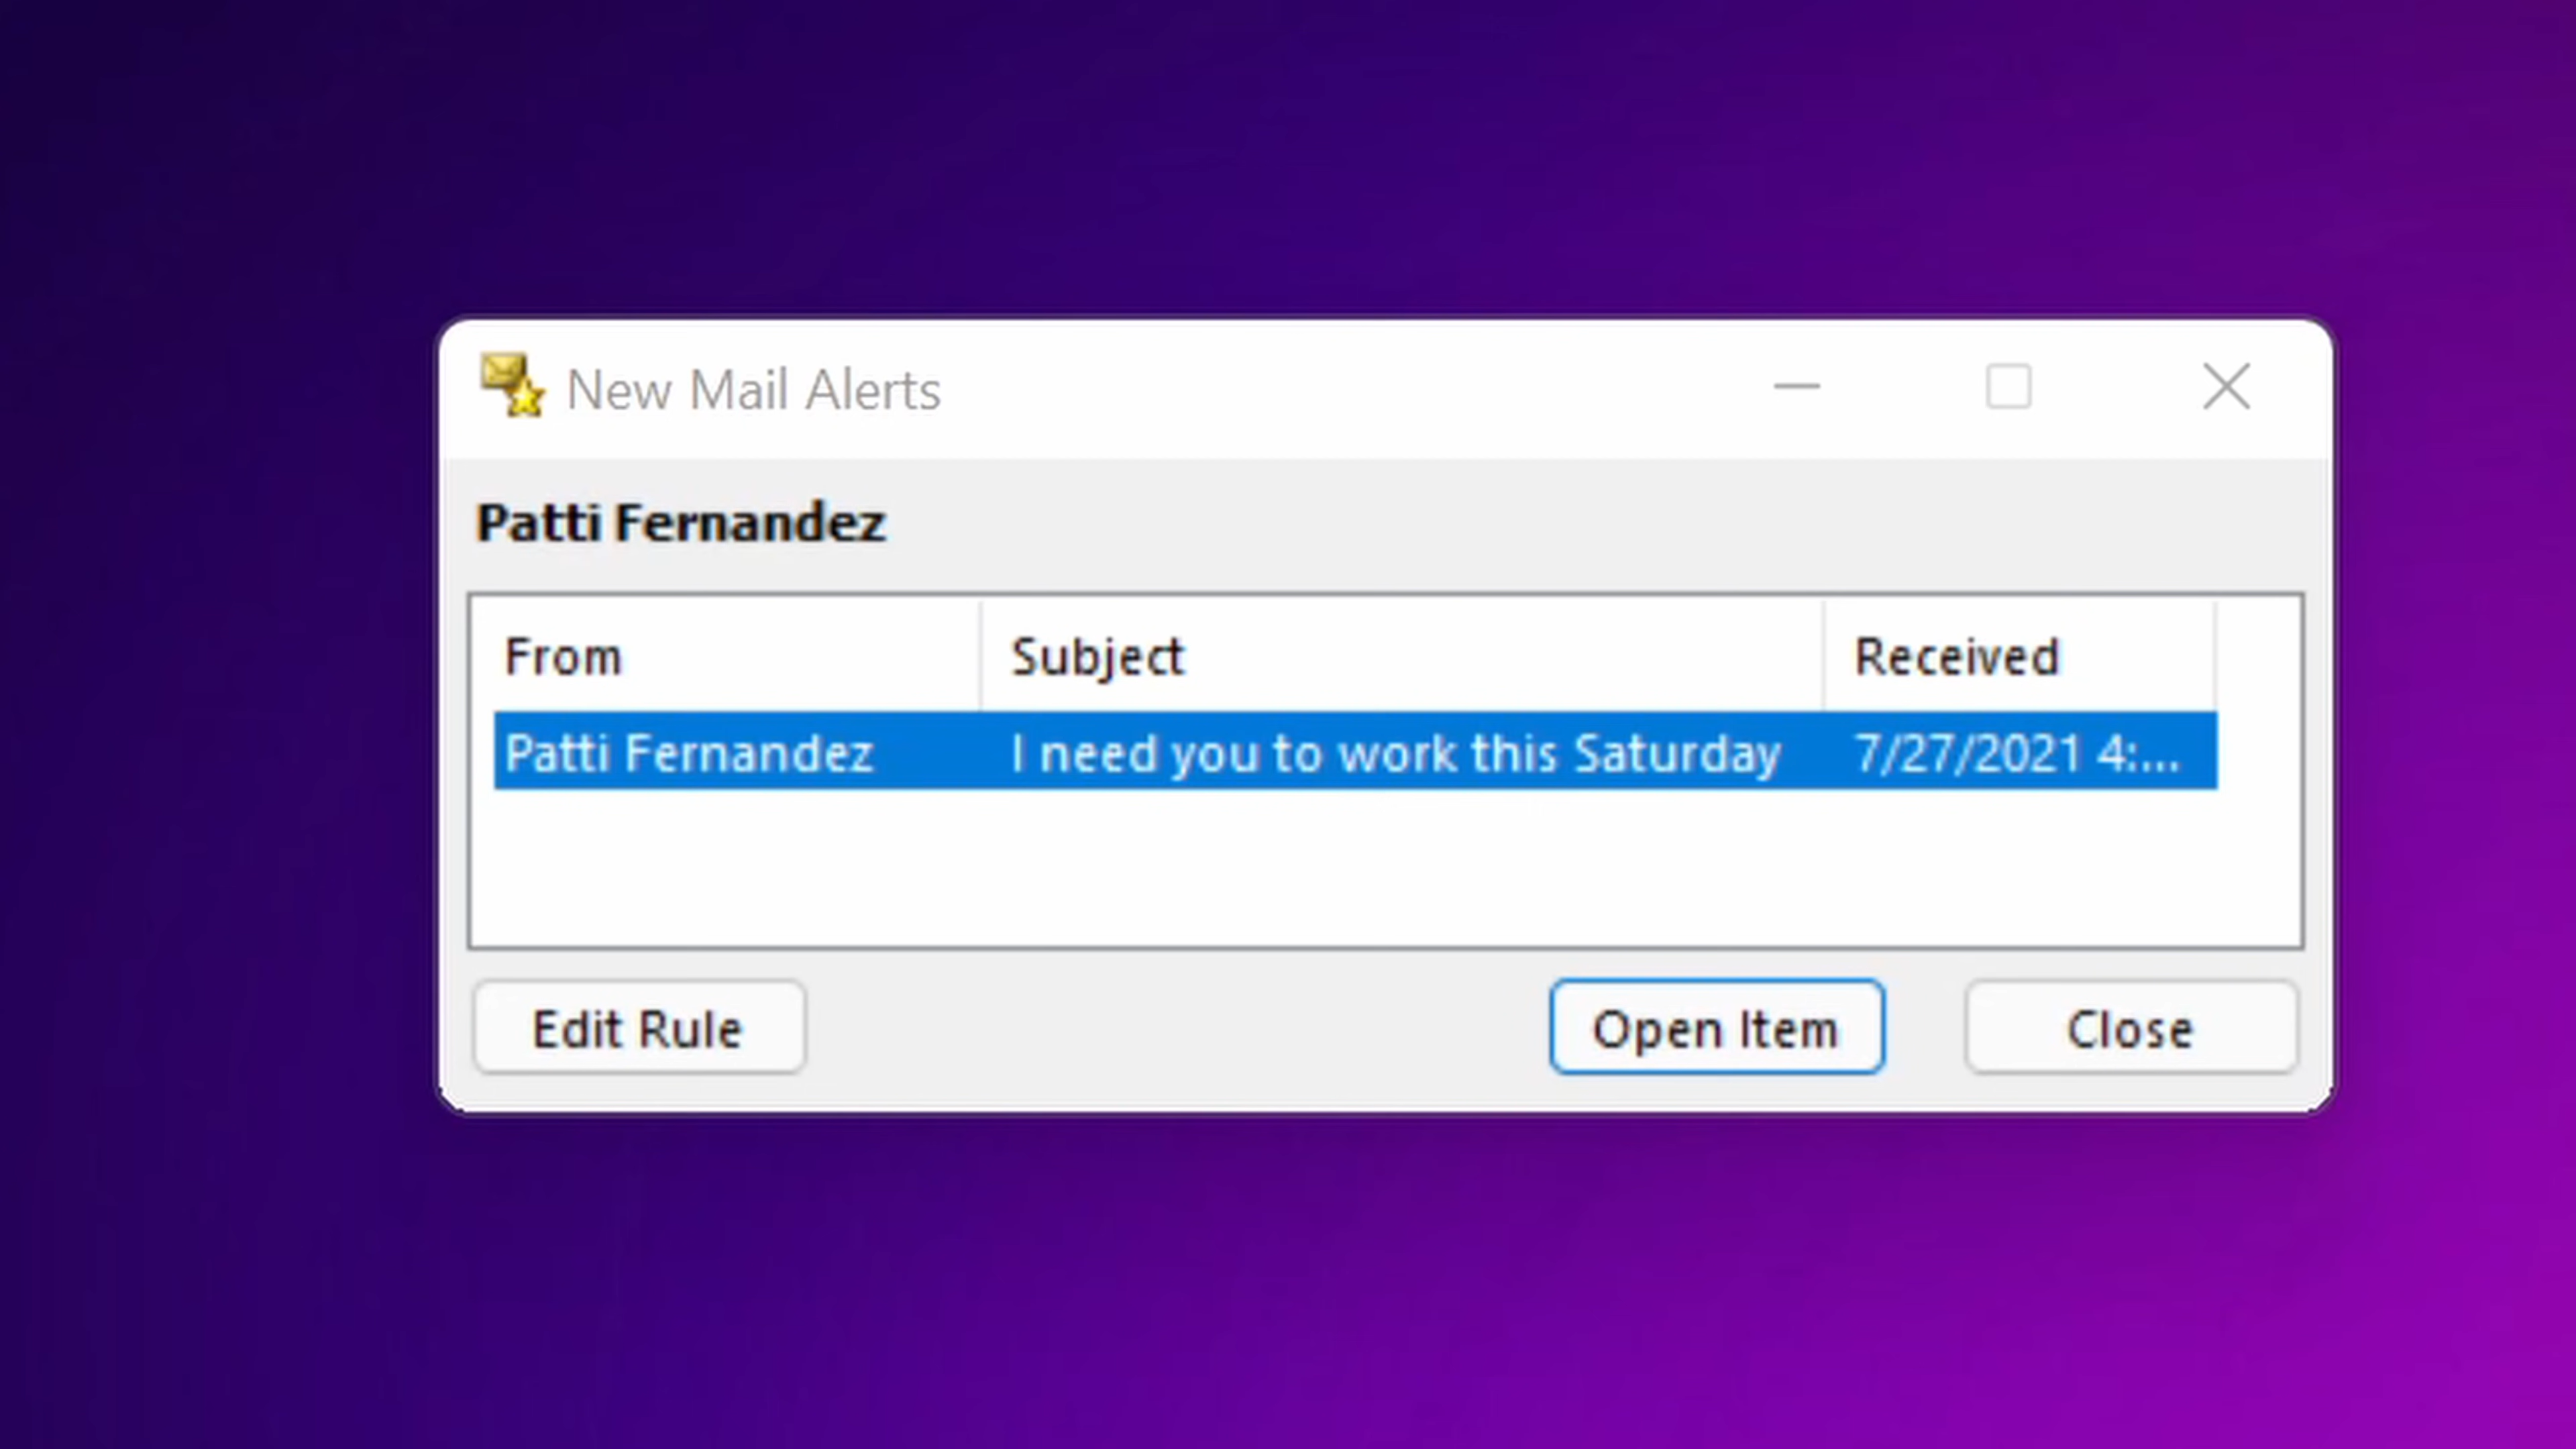 New Mail Alerts
Patti Fernandez
From Subject Received
Patti Fernandez I need you to work this Saturday 7/27/2021 4:...
Edit Rule Open Item Close